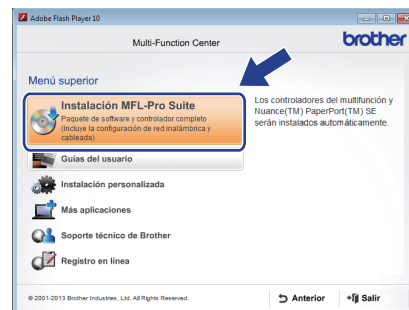 Adobe Flash Player 10
Multi-Function Center
brother
Menú superior
Instalación MFL-Pro Suite
Paquete de software y controlador completo
(Incluye la configuración de red inalámbrica y
cableada)
Los controladores del multifunción y
Nuance(TM) PaperPort(TM) SE
serán instalados automáticamente.
Guías del usuario
Instalación personalizada
Más aplicaciones
Soporte técnico de Brother
Registro en línea
© 2001-2013 Brother Industries, Ltd. All Rights Reserved.
Anterior
Salir